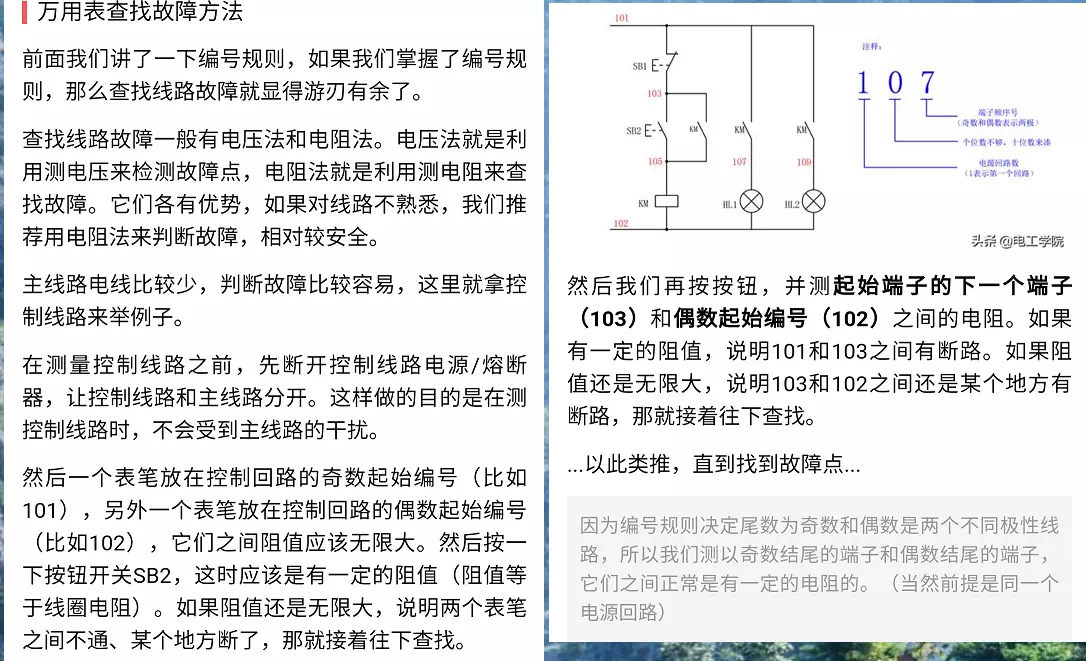 万用表查找故障方法
前面我们讲了一下编号规则，如果我们掌握了编号规
则，那么查找线路故障就显得游刃有余了。
查找线路故障一般有电压法和电阻法。电压法就是利
用测电压来检测故障点，电阻法就是利用测电阻来查
找故障。它们各有优势，如果对线路不熟悉，我们推
荐用电阻法来判断故障，相对较安全。
主线路电线比较少，判断故障比较容易，这里就拿控
制线路来举例子。
在测量控制线路之前，先断开控制线路电源/熔断
器，让控制线路和主线路分开。这样做的目的是在测
控制线路时，不会受到主线路的干扰。
然后一个表笔放在控制回路的奇数起始编号（比如
101），另外一个表笔放在控制回路的偶数起始编号
（比如102），它们之间阻值应该无限大。然后按一
下按钮开关SB2，这时应该是有一定的阻值（阻值等
于线圈电阻）。如果阻值还是无限大，说明两个表笔
之间不通、某个地方断了，那就接着往下查找。
101
SB1
103
SB2
KM
KM
KM
105
107
109
KM
HL1
HL2
102
注释：
107
端子顺序号
（奇数和偶数表示两极）
个位数不够，十位数来凑
电源回路数
（1表示第一个回路）
头条 @电工学院
然后我们再按按钮，并测起始端子的下一个端子
（103）和偶数起始编号（102）之间的电阻。如果
有一定的阻值，说明101和103之间有断路。如果阻
值还是无限大，说明103和102之间还是某个地方有
断路，那就接着往下查找。
...以此类推，直到找到故障点...
因为编号规则决定尾数为奇数和偶数是两个不同极性线
路，所以我们测以奇数结尾的端子和偶数结尾的端子，
它们之间正常是有一定的电阻的。（当然前提是同一个
电源回路）